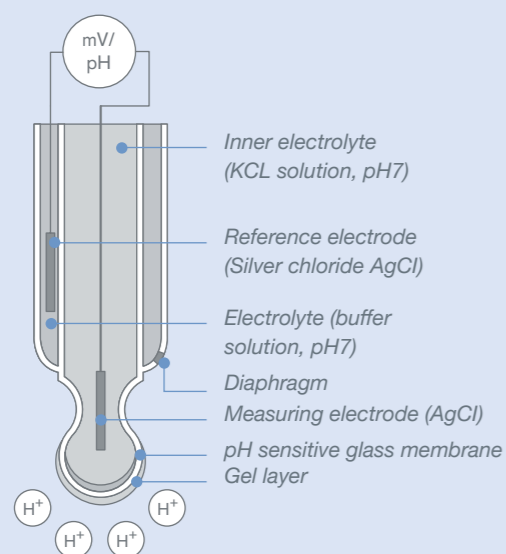 mV/
pH
Inner electrolyte
(KCL solution, pH7)
Reference electrode
(Silver chloride AgCl)
Electrolyte (buffer
solution, pH7)
Diaphragm
Measuring electrode (AgCl)
pH sensitive glass membrane
Gel layer
H+
H+
H+
H+